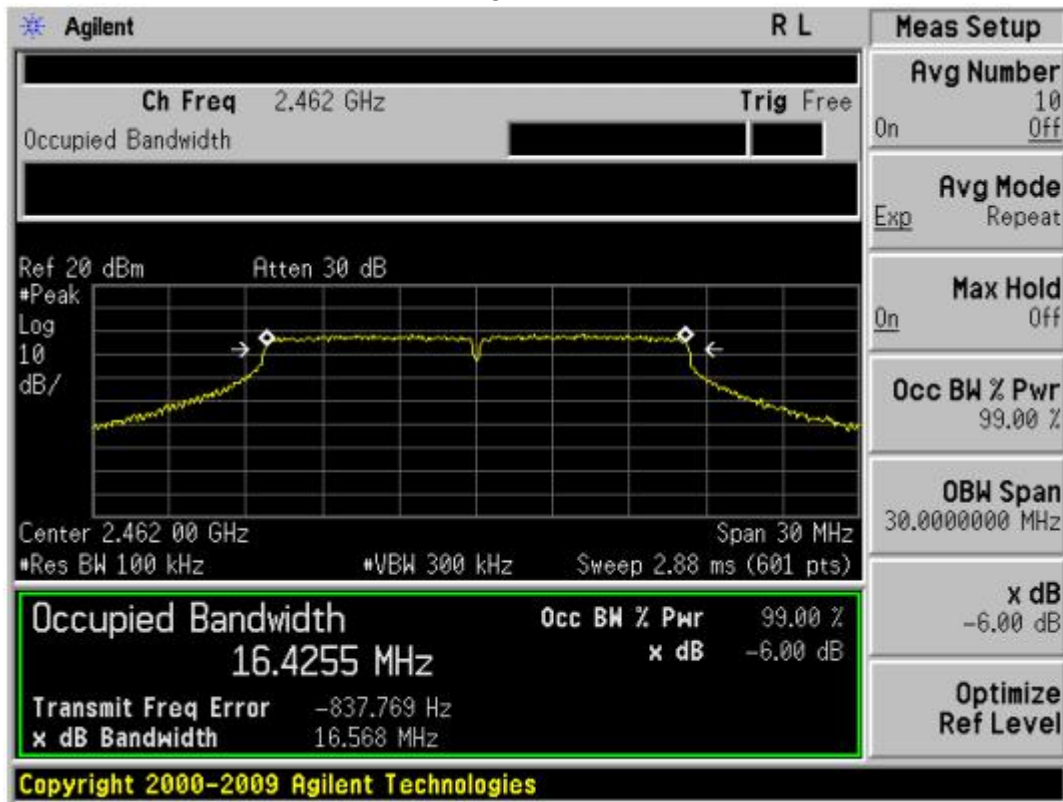 Agilent R L
Ch Freq 2.462 GHz Trig Free
Occupied Bandwidth
Ref 20 dBm Atten 30 dB
#Peak
Log
10
dB/
Center 2.462 00 GHz Span 30 MHz
#Res BW 100 kHz #VBW 300 kHz Sweep 2.88 ms (601 pts)
Occupied Bandwidth Occ BW % Pwr 99.00 %
16.4255 MHz x dB -6.00 dB
Transmit Freq Error -837.769 Hz
x dB Bandwidth 16.568 MHz
Copyright 2000-2009 Agilent Technologies
Meas Setup
Avg Number
10
On Off
Avg Mode
Exp Repeat
Max Hold
On Off
Occ BW % Pwr
99.00 %
OBW Span
30.0000000 MHz
x dB
-6.00 dB
Optimize
Ref Level